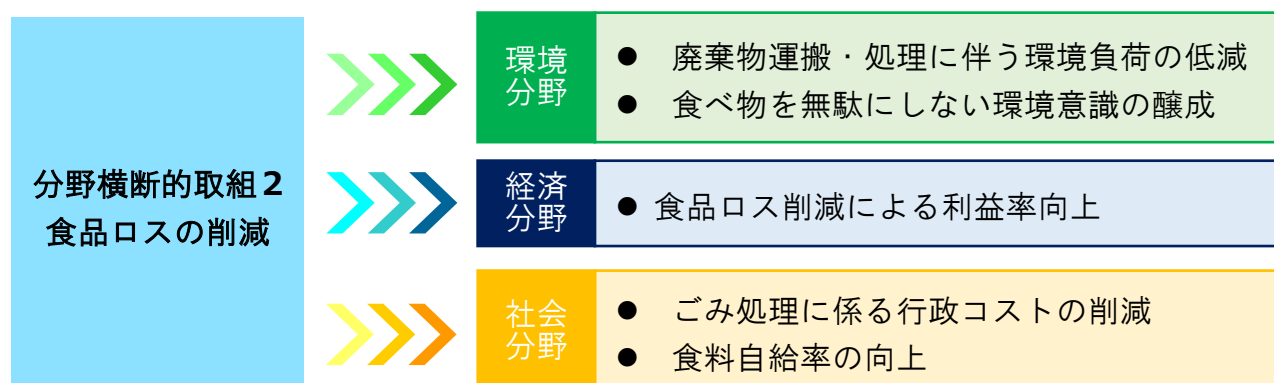 分野横断的取組２
食品ロスの削減
環境
分野
● 廃棄物運搬・処理に伴う環境負荷の低減
● 食べ物を無駄にしない環境意識の醸成
経済
分野
● 食品ロス削減による利益率向上
社会
分野
● ごみ処理に係る行政コストの削減
● 食料自給率の向上